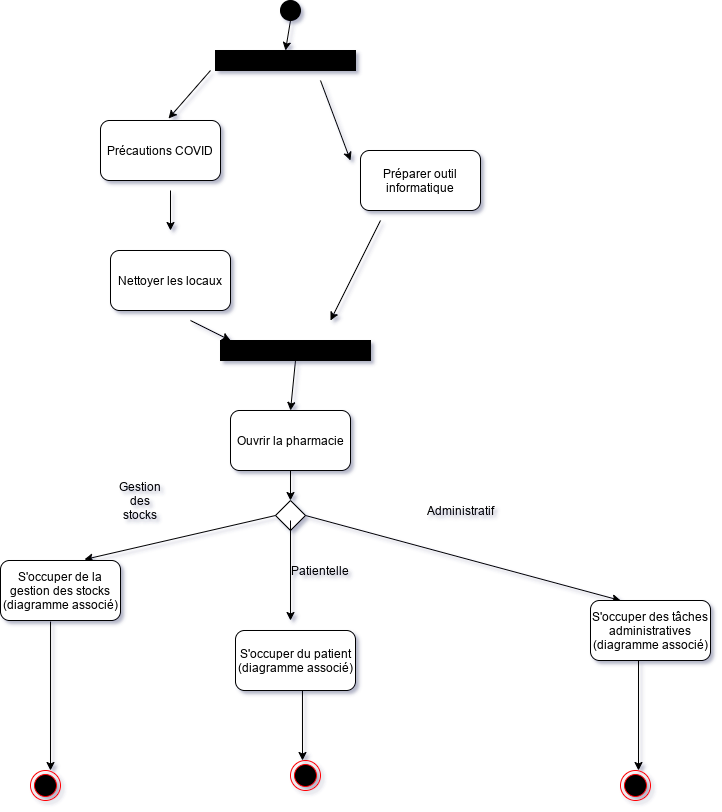 Précautions COVID
Préparer outil
informatique
Nettoyer les locaux
Ouvrir la pharmacie
Gestion
des
stocks
Administratif
Patientelle
S'occuper de la
gestion des stocks
(diagramme associé)
S'occuper du patient
(diagramme associé)
S'occuper des tâches
administratives
(diagramme associé)